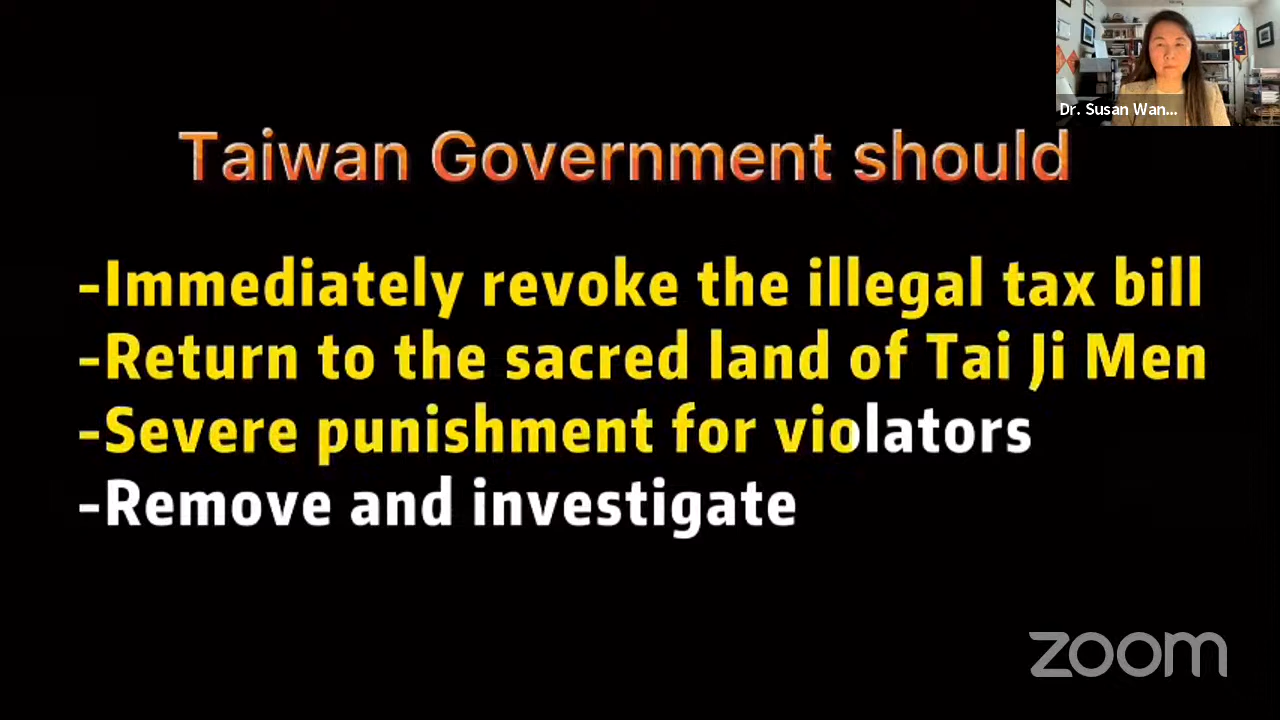 Dr. Susan Wan...
Taiwan Government should
-Immediately revoke the illegal tax bill
-Return to the sacred land of Tai Ji Men
-Severe punishment for violators
-Remove and investigate
zoom